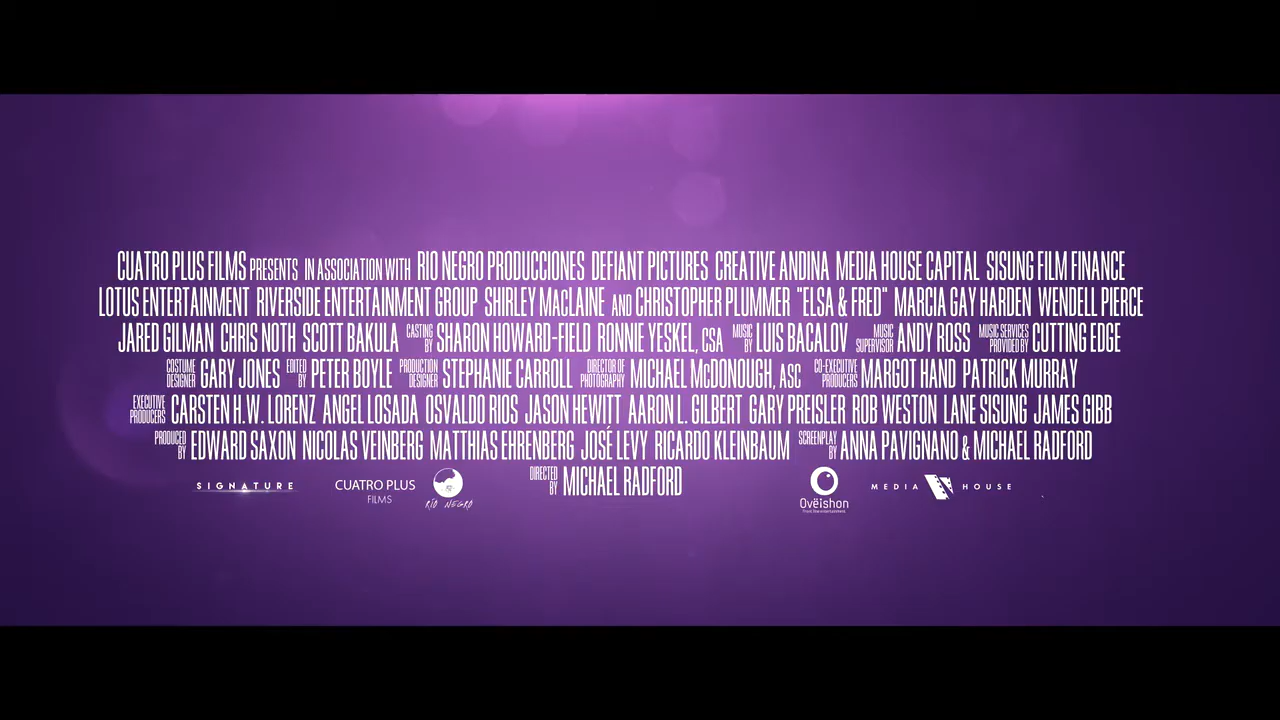 CUATRO PLUS FILMS PRESENTS IN ASSOCIATION WITH RIO NEGRO PRODUCCIONES DEFIANT PICTURES CREATIVE ANDINA MEDIA HOUSE CAPITAL SISUNG FILM FINANCE
LOTUS ENTERTAINMENT RIVERSIDE ENTERTAINMENT GROUP SHIRLEY MACLAINE AND CHRISTOPHER PLUMMER "ELSA & FRED" MARCIA GAY HARDEN WENDELL PIERCE
JARED GILMAN CHRIS NOTH SCOTT BAKULA CASTING BY SHARON HOWARD-FIELD RONNIE YESKEL, CSA MUSIC BY LUIS BACALOV MUSIC SUPERVISOR ANDY ROSS MUSIC SERVICES PROVIDED BY CUTTING EDGE
COSTUME DESIGNER GARY JONES EDITED BY PETER BOYLE PRODUCTION DESIGNER STEPHANIE CARROLL DIRECTOR OF PHOTOGRAPHY MICHAEL McDONOUGH, ASC CO-EXECUTIVE PRODUCERS MARGOT HAND PATRICK MURRAY
EXECUTIVE PRODUCERS CARSTEN H.W. LORENZ ANGEL LOSADA OSVALDO RIOS JASON HEWITT AARON L. GILBERT GARY PREISLER ROB WESTON LANE SISUNG JAMES GIBB
PRODUCED BY EDWARD SAXON NICOLAS VEINBERG MATTHIAS EHRENBERG JOSÉ LEVY RICARDO KLEINBAUM SCREENPLAY BY ANNA PAVIGNANO & MICHAEL RADFORD
DIRECTED BY MICHAEL RADFORD
SIGNATURE CUATRO PLUS FILMS RÍO NEGRO Ovëishon MEDIA HOUSE